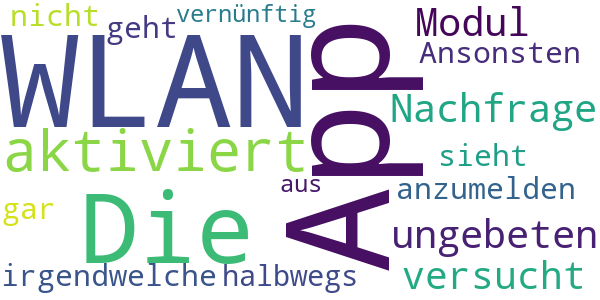 nicht
geht
vernünftig
Modul
Ansonsten
WLAN
App
Nachfrage
aktiviert
sieht
aus
anzumelden
gar
Die
ungebeten
irgendwelche
halbwegs
versucht